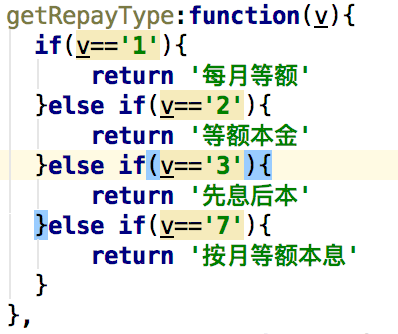 getRepayType:function(v){
if(v=='1'){
return '每月等额'
}else if(v=='2'){
return '等额本金'
}else if(v=='3'){
return '先息后本'
}else if(v=='7'){
return '按月等额本息'
}
},